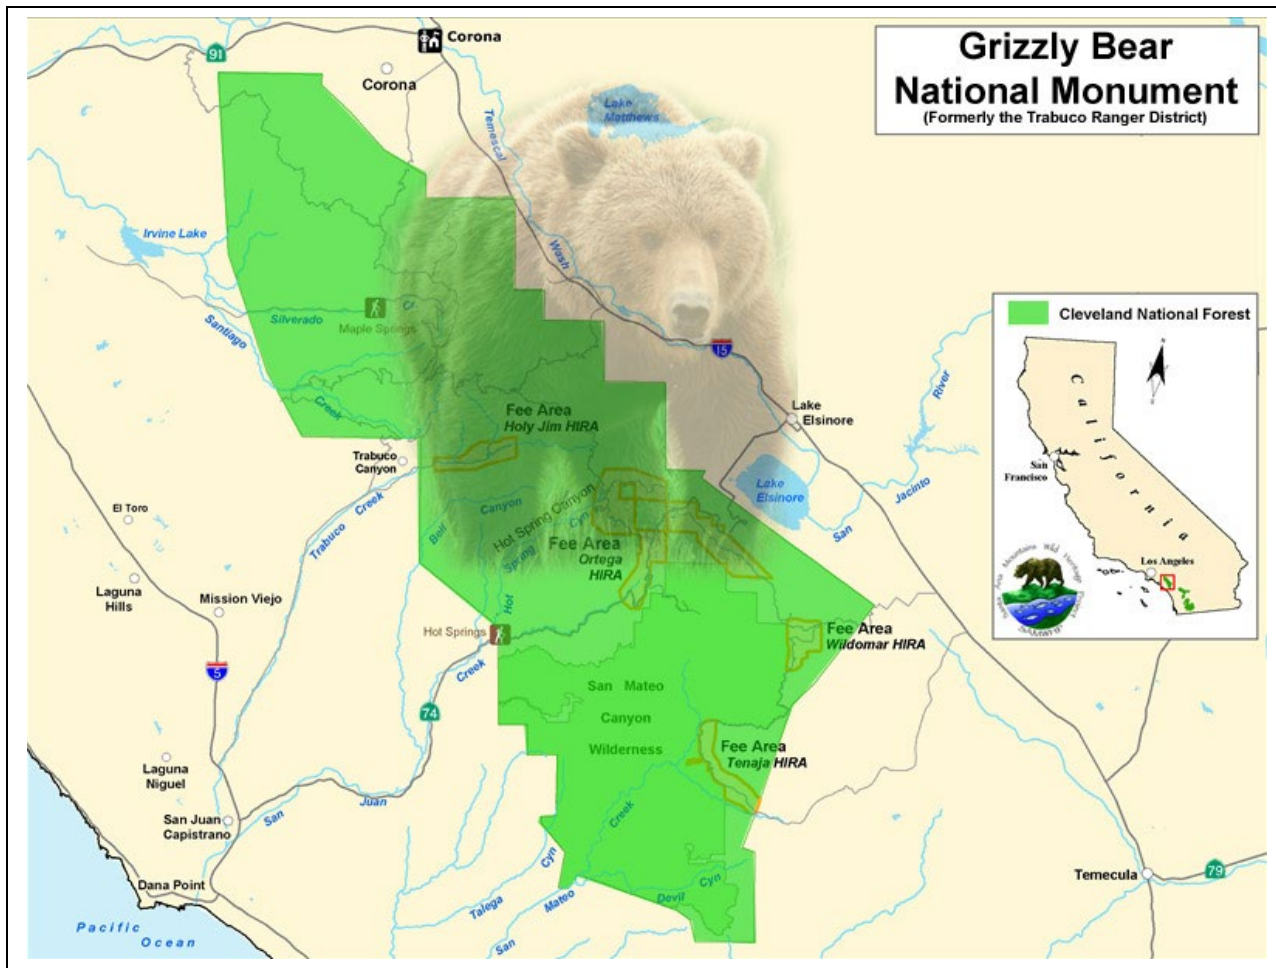 Grizzly Bear
National Monument
(Formerly the Trabuco Ranger District)
91
Corona
Corona
Temescal
Wash
Lake
Matthews
Irvine Lake
Silverado
Cr
Maple Springs
Santiago
Creek
15
Fee Area
Holy Jim HIRA
Lake
Elsinore
Lake
Elsinore
River
Jacinto
San
Trabuco
Canyon
Trabuco
Creek
Bell
Canyon
Hot Spring Canyon
Hot
Spring
Cyn
Fee Area
Ortega
HIRA
El Toro
Laguna
Hills
Mission Viejo
Hot Springs
5
74
Creek
Juan
San
San Mateo
Canyon
Wilderness
Fee Area
Wildomar HIRA
Fee Area
Tenaja HIRA
Laguna
Niguel
San Juan
Capistrano
Dana Point
Pacific
Ocean
Talega
Cyn
San
Mateo
Creek
Devil
Cyn
Temecula
79
Cleveland National Forest
California
San
Francisco
Los Angeles
Mountains Wild Heritage